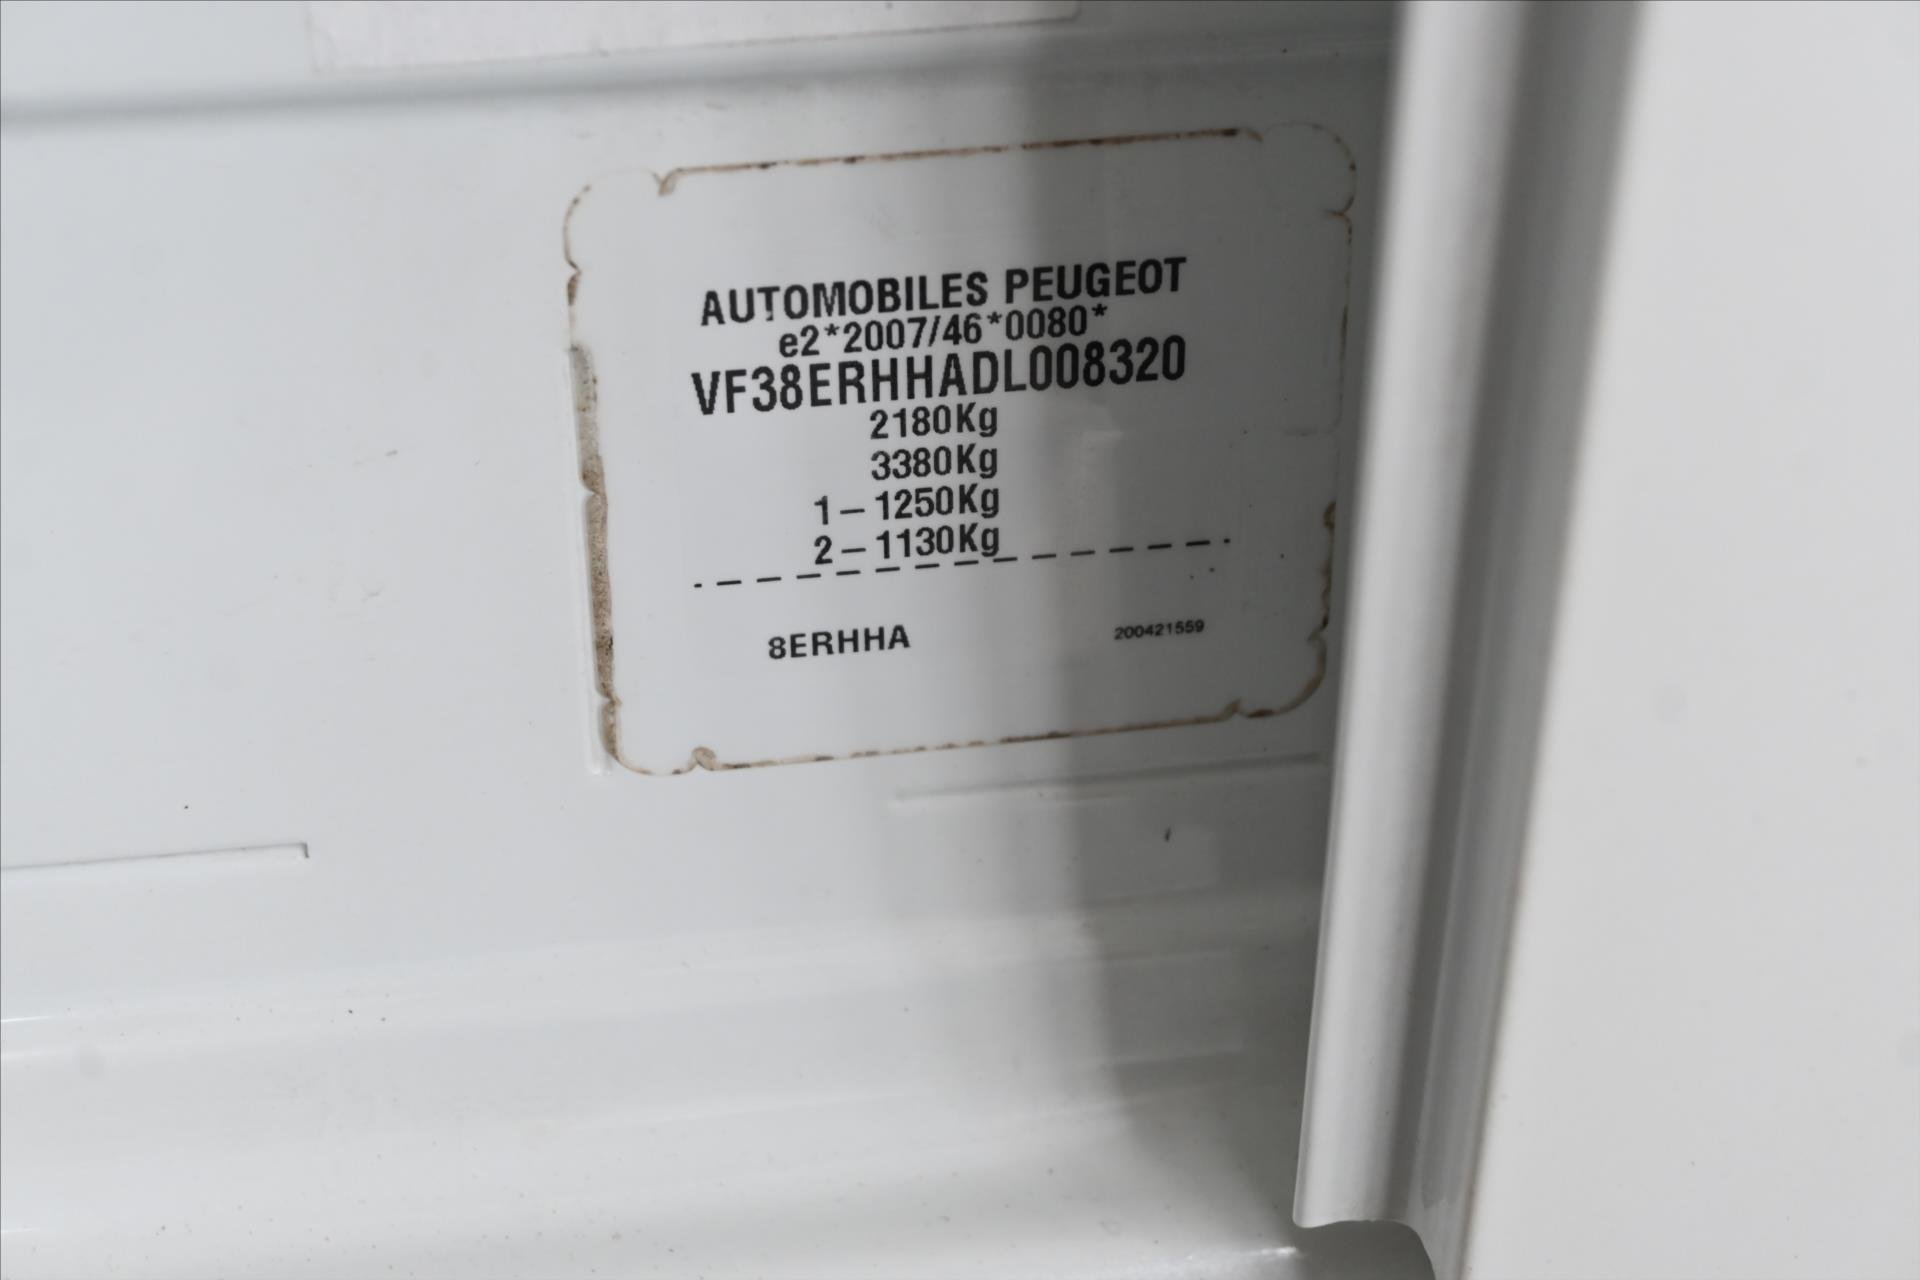 AUTOMOBILES PEUGEOT
e2*2007/46*0080*
VF38ERHHADL008320
2180Kg
3380Kg
1-1250Kg
2-1130Kg
8ERHHA 200421559